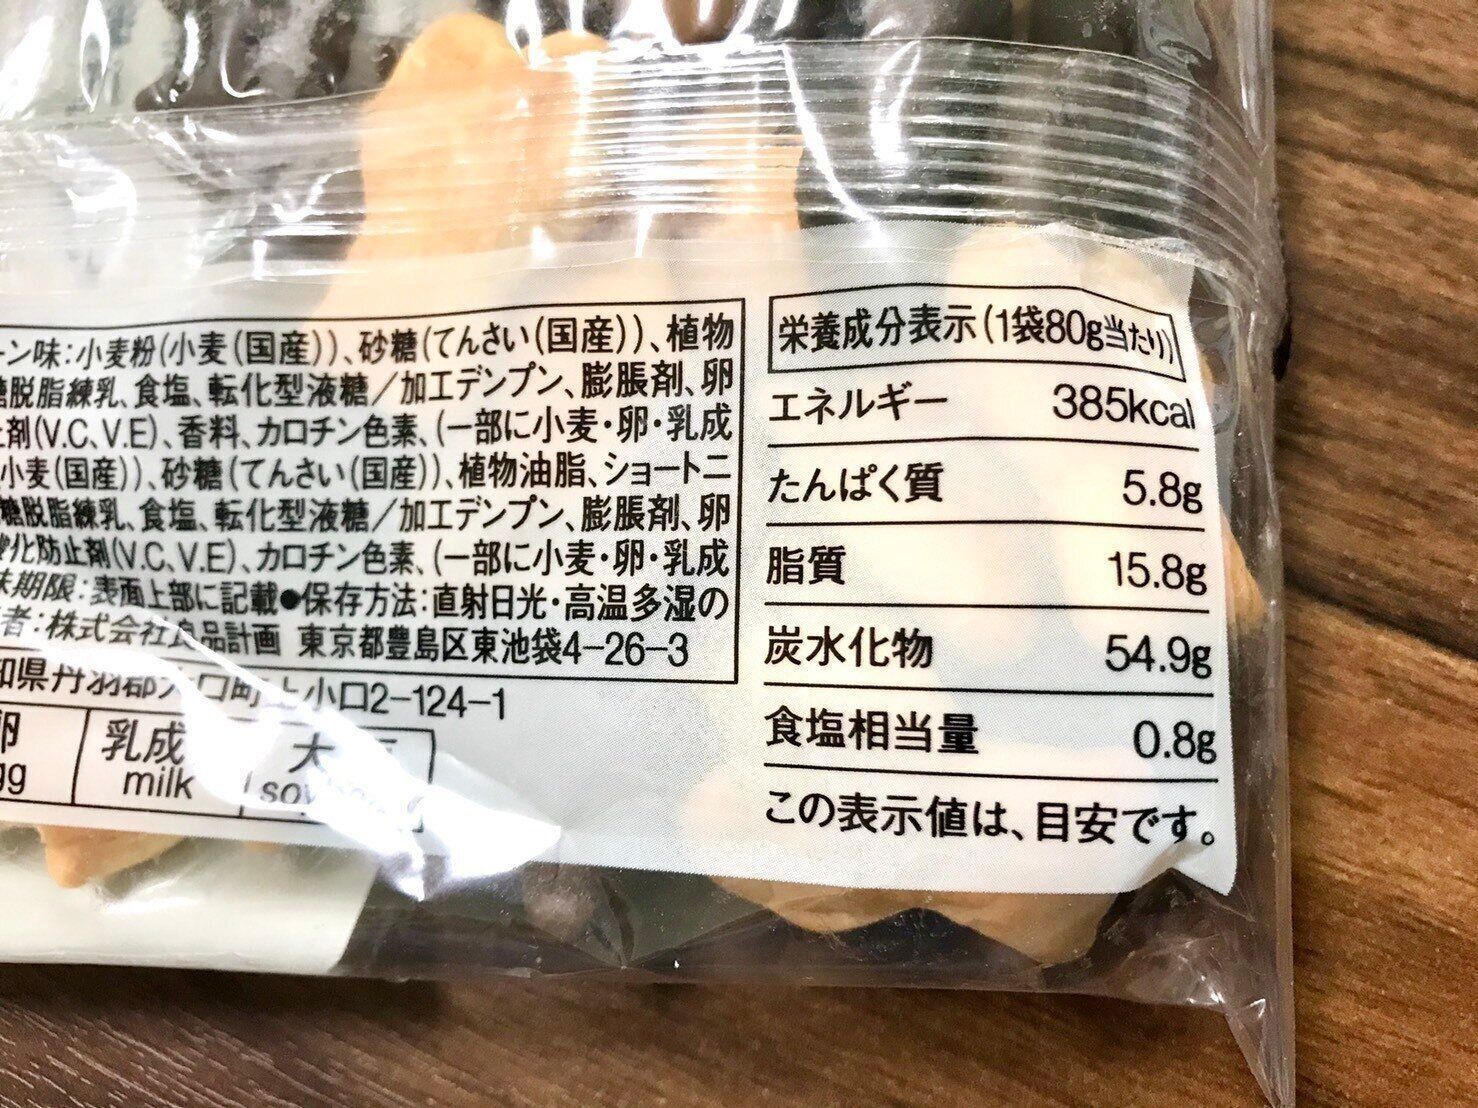 ーン味:小麦粉(小麦(国産))、砂糖(てんさい(国産))、植物
糖脱脂練乳、食塩、転化型液糖/加工デンプン、膨脹剤、卵
止剤(V.C、V.E)、香料、カロチン色素、(一部に小麦・卵・乳成
小麦(国産))、砂糖(てんさい(国産))、植物油脂、ショートニ
糖脱脂練乳、食塩、転化型液糖/加工デンプン、膨脹剤、卵
酸化防止剤(V.C、V.E)、カロチン色素、(一部に小麦・卵・乳成
味期限:表面上部に記載●保存方法:直射日光・高温多湿の
者:株式会社良品計画 東京都豊島区東池袋4-26-3
知県丹羽郡大口町上小口2-124-1
卵 乳成
milk
栄養成分表示(1袋80g当たり)
エネルギー 385kcal
たんぱく質 5.8g
脂質 15.8g
炭水化物 54.9g
食塩相当量 0.8g
この表示値は、目安です。